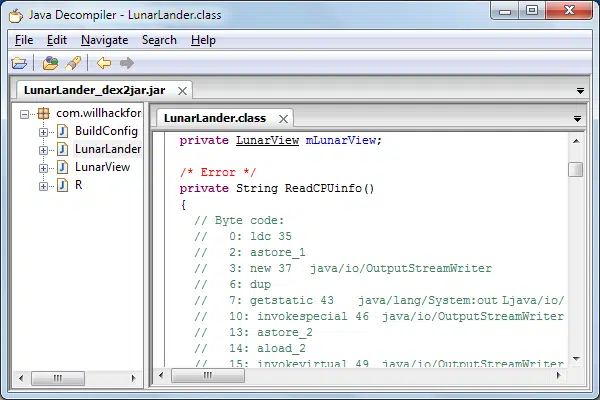 Java Decompiler - LunarLander.class
File Edit Navigate Search Help
LunarLander_dex2jar.jar
com.willhackfor
BuildConfig
LunarLander
LunarView
R
LunarLander.class
private LunarView mLunarView;
/* Error */
private String ReadCPUinfo()
{
// Byte code:
// 0: ldc 35
// 2: astore_1
// 3: new 37 java/io/OutputStreamWriter
// 6: dup
// 7: getstatic 43 java/lang/System:out Ljava/io/
// 10: invokespecial 46 java/io/OutputStreamWriter
// 13: astore_2
// 14: aload_2
// 15: invokevirtual 49 java/io/OutputStreamWriter